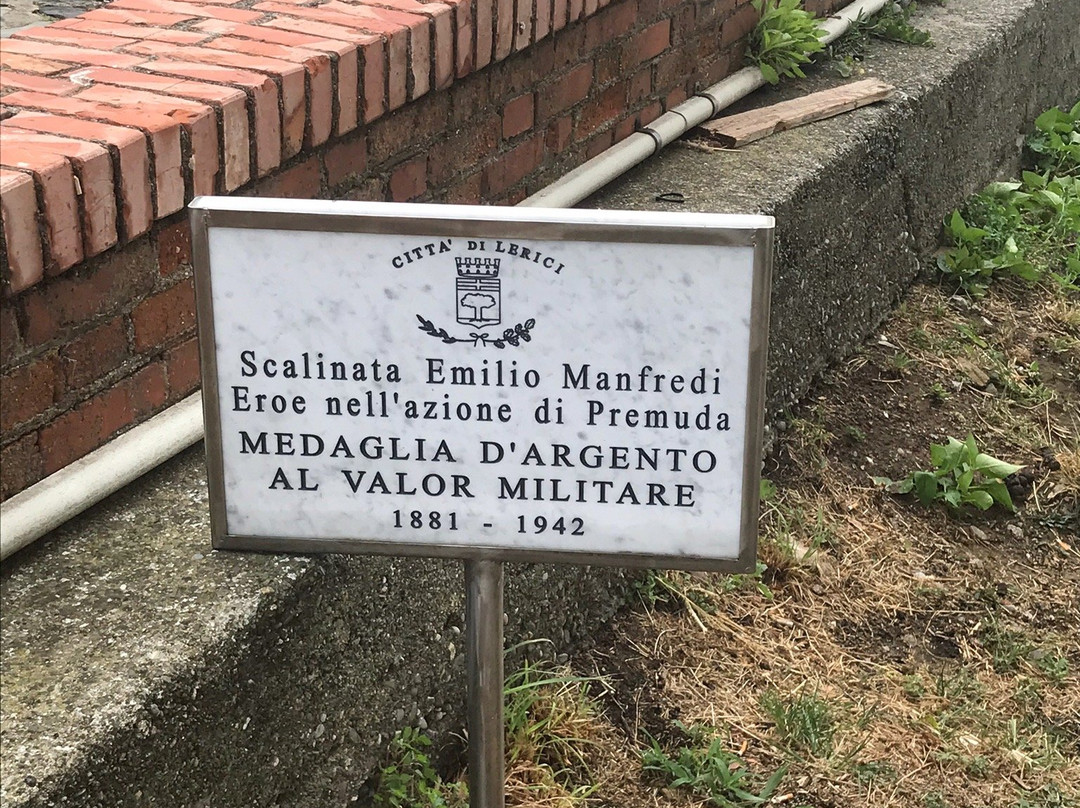 CITTA' DI LERICI
Scalinata Emilio Manfredi
Eroe nell'azione di Premuda
MEDAGLIA D'ARGENTO
AL VALOR MILITARE
1881 - 1942